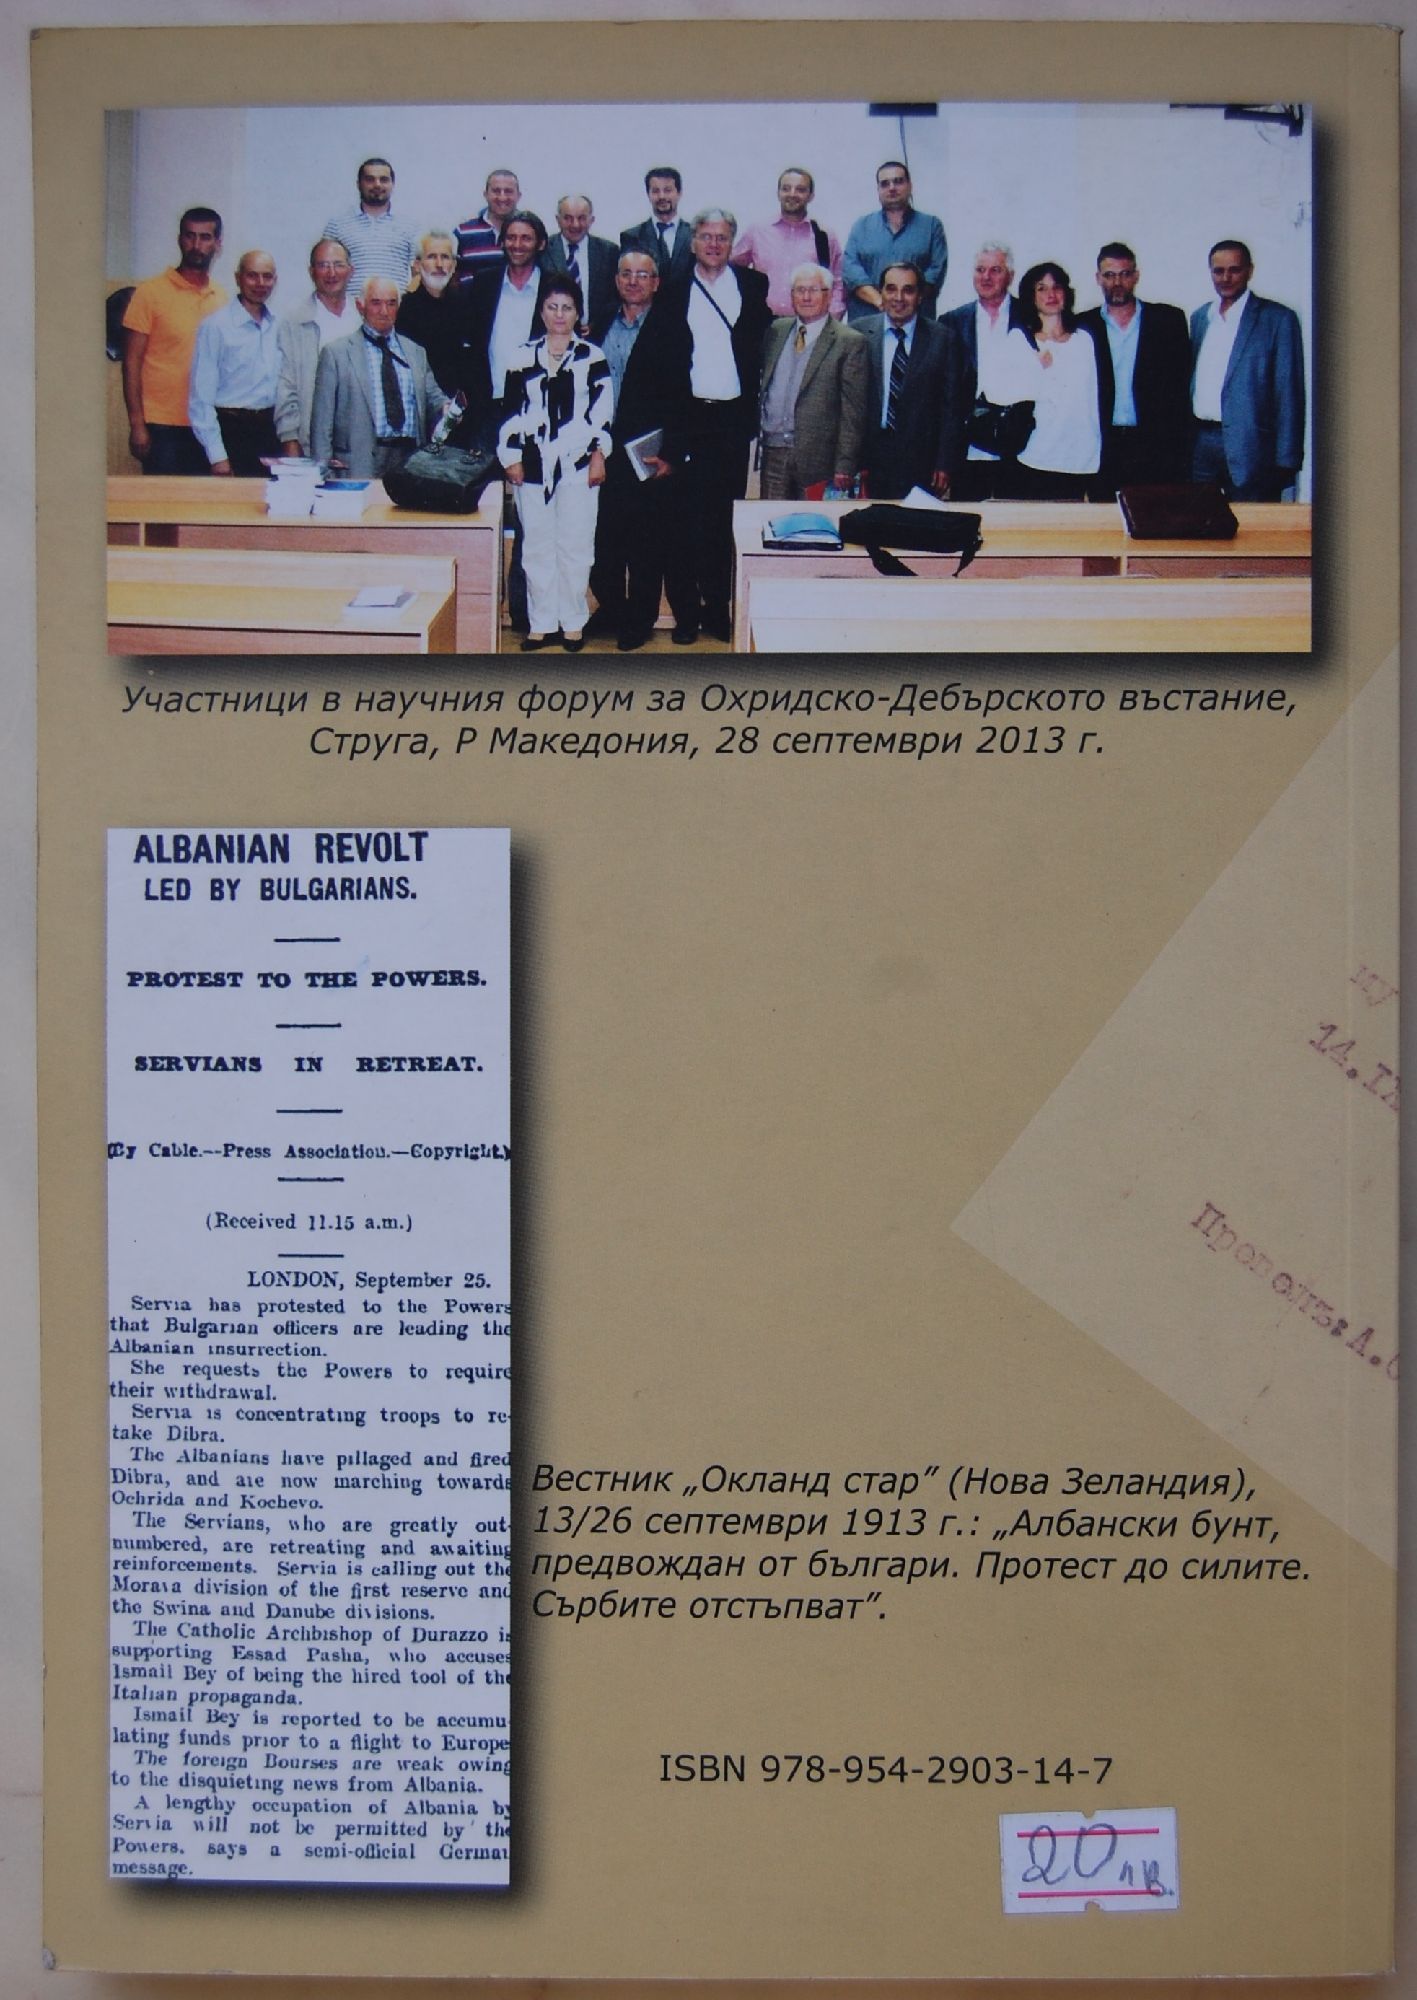 Участници в научния форум за Охридско-Дебърското въстание,
Струга, Р Македония, 28 септември 2013 г.
ALBANIAN REVOLT
LED BY BULGARIANS.
PROTEST TO THE POWERS.
SERVIANS IN RETREAT.
(By Cable.--Press Association.—Copyright.)
(Received 11.15 a.m.)
LONDON, September 25.
Servia has protested to the Powers
that Bulgarian officers are leading the
Albanian insurrection.
She requests the Powers to require
their withdrawal.
Servia is concentrating troops to re-
take Dibra.
The Albanians have pillaged and fired
Dibra, and are now marching towards
Ochrida and Kochevo.
The Servians, who are greatly out-
numbered, are retreating and awaiting
reinforcements. Servia is calling out the
Morava division of the first reserve and
the Swina and Danube divisions.
The Catholic Archbishop of Durazzo is
supporting Essad Pasha, who accuses
Ismail Bey of being the hired tool of the
Italian propaganda.
Ismail Bey is reported to be accumu-
lating funds prior to a flight to Europe
The foreign Bourses are weak owing
to the disquieting news from Albania.
A lengthy occupation of Albania by
Servia will not be permitted by the
Powers, says a semi-official German
message.
Вестник „Окланд стар” (Нова Зеландия),
13/26 септември 1913 г.: „Албански бунт,
предвождан от българи. Протест до силите.
Сърбите отстъпват”.
ну
14.IX
А.
ISBN 978-954-2903-14-7
20 лв.